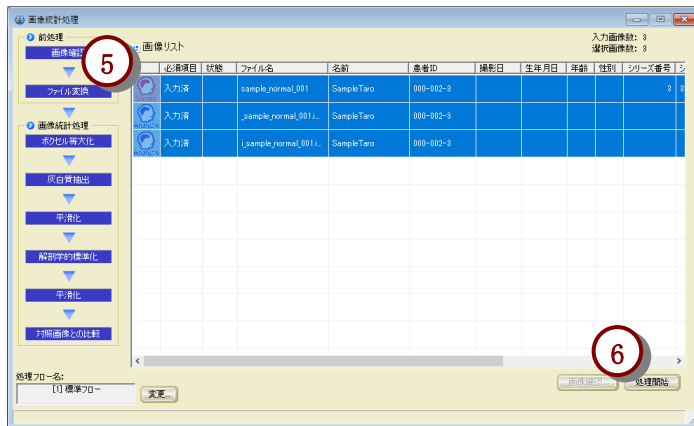 画像統計処理
前処理
画像確認
ファイル変換
画像統計処理
ボクセル等大化
灰白質抽出
平滑化
解剖学的標準化
平滑化
対照画像との比較
処理フロー名:
[1] 標準フロー
変更...
5
画像リスト
入力画像数: 3
選択画像数: 3
必須項目 状態 ファイル名 名前 患者ID 撮影日 生年月日 年齢 性別 シリーズ番号 シ
入力済 sample_normal_001 SampleTaro 000-002-3 3 3
入力済 _sample_normal_001.i... SampleTaro 000-002-3
入力済 i_sample_normal_001.i... SampleTaro 000-002-3
6
画像確認
処理開始